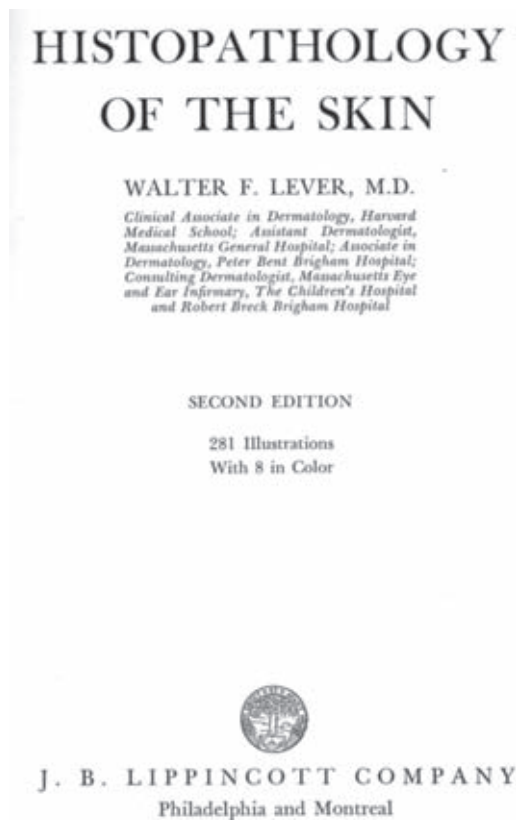 HISTOPATHOLOGY
OF THE SKIN
WALTER F. LEVER, M.D.
Clinical Associate in Dermatology, Harvard
Medical School; Assistant Dermatologist,
Massachusetts General Hospital; Associate in
Dermatology, Peter Bent Brigham Hospital;
Consulting Dermatologist, Massachusetts Eye
and Ear Infirmary, The Children's Hospital
and Robert Breck Brigham Hospital
SECOND EDITION
281 Illustrations
With 8 in Color
J. B. LIPPINCOTT COMPANY
Philadelphia and Montreal